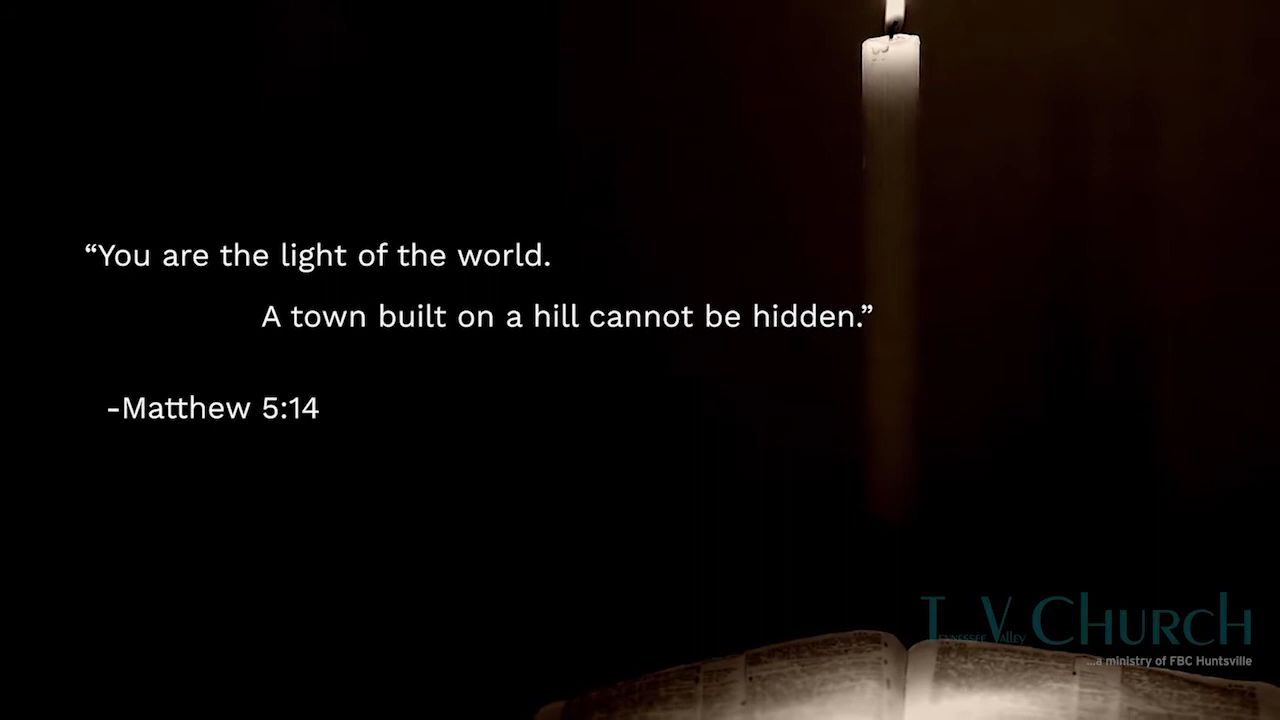 “You are the light of the world.
A town built on a hill cannot be hidden.”
-Matthew 5:14
Tennessee Valley Church
...a ministry of FBC Huntsville